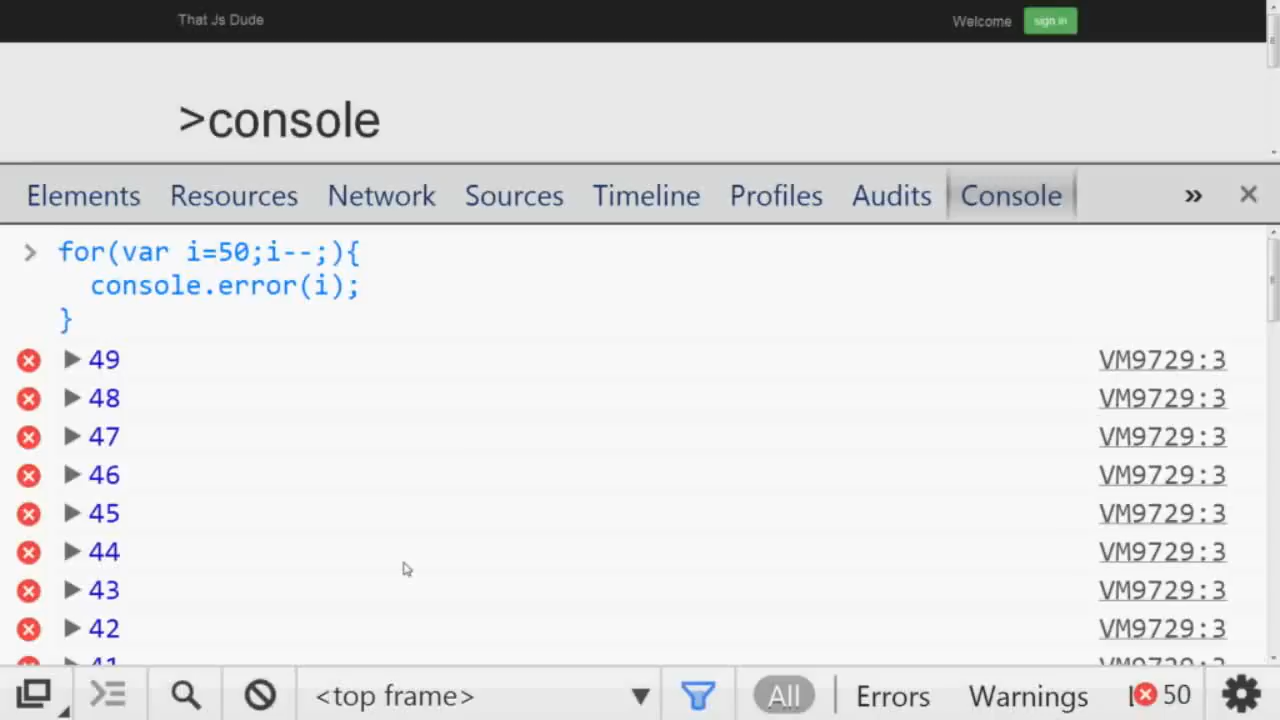 That Js Dude Welcome sign in
>console
Elements Resources Network Sources Timeline Profiles Audits Console » ×
> for(var i=50;i--;){
console.error(i);
}
49 VM9729:3
48 VM9729:3
47 VM9729:3
46 VM9729:3
45 VM9729:3
44 VM9729:3
43 VM9729:3
42 VM9729:3
<top frame> All Errors Warnings 50